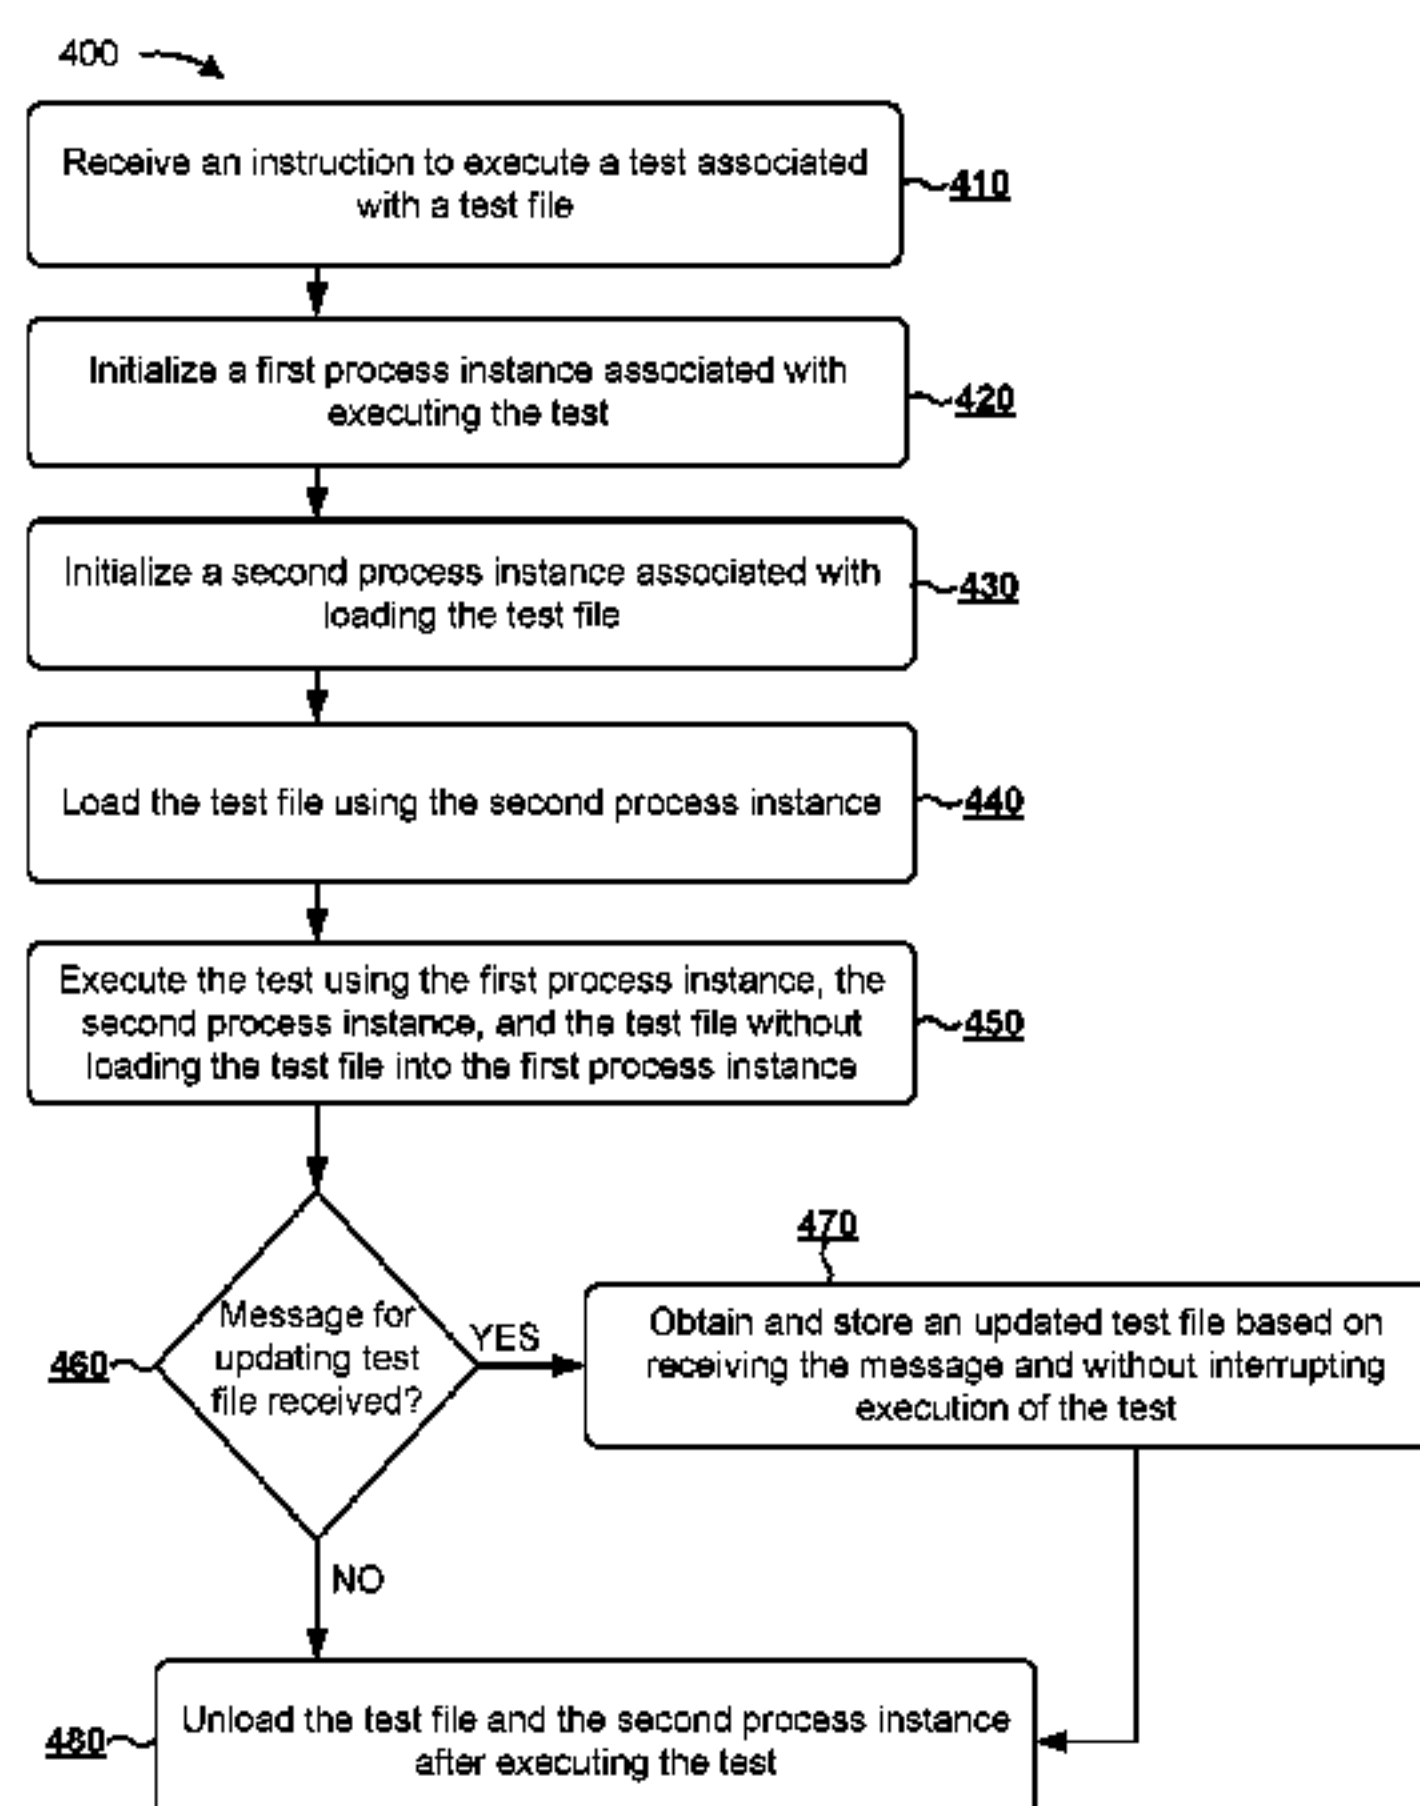 400
Receive an instruction to execute a test associated
with a test file
410
Initialize a first process instance associated with
executing the test
420
Initialize a second process instance associated with
loading the test file
430
Load the test file using the second process instance
440
Execute the test using the first process instance, the
second process instance, and the test file without
loading the test file into the first process instance
450
Message for
updating test
file received?
460
YES
470
Obtain and store an updated test file based on
receiving the message and without interrupting
execution of the test
NO
Unload the test file and the second process instance
after executing the test
480